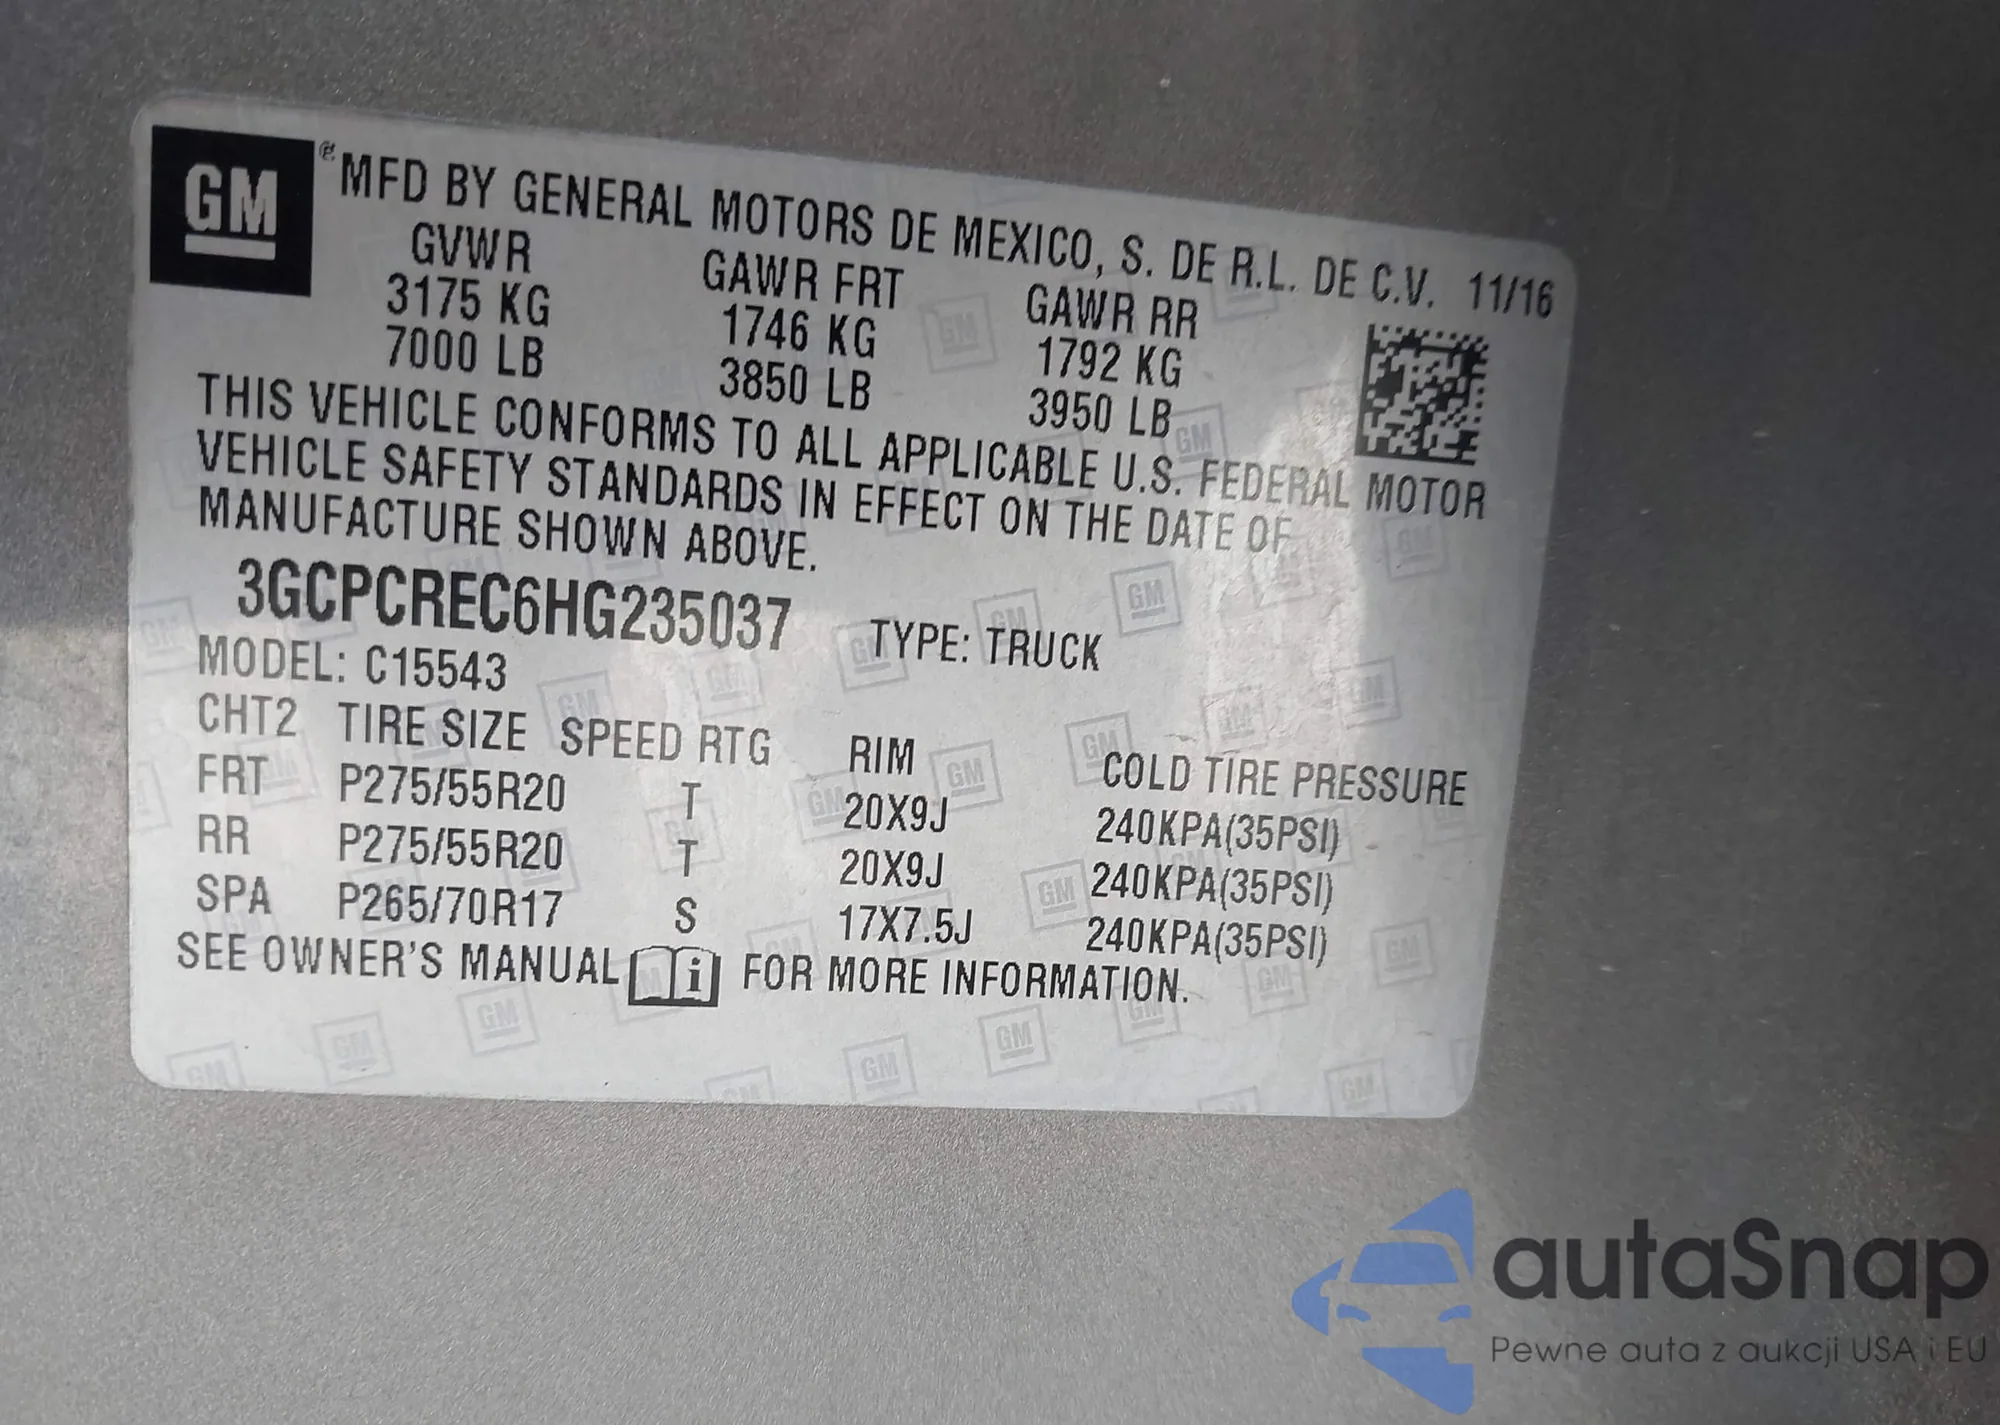 GM ® MFD BY GENERAL MOTORS DE MEXICO, S. DE R.L. DE C.V. 11/16
GVWR GAWR FRT GAWR RR
3175 KG 1746 KG 1792 KG
7000 LB 3850 LB 3950 LB
THIS VEHICLE CONFORMS TO ALL APPLICABLE U.S. FEDERAL MOTOR
VEHICLE SAFETY STANDARDS IN EFFECT ON THE DATE OF
MANUFACTURE SHOWN ABOVE.
3GCPCREC6HG235037 TYPE: TRUCK
MODEL: C15543
CHT2 TIRE SIZE SPEED RTG RIM COLD TIRE PRESSURE
FRT P275/55R20 T 20X9J 240KPA(35PSI)
RR P275/55R20 T 20X9J 240KPA(35PSI)
SPA P265/70R17 S 17X7.5J 240KPA(35PSI)
SEE OWNER'S MANUAL i FOR MORE INFORMATION.
autaSnap
Pewne auta z aukcji USA i EU